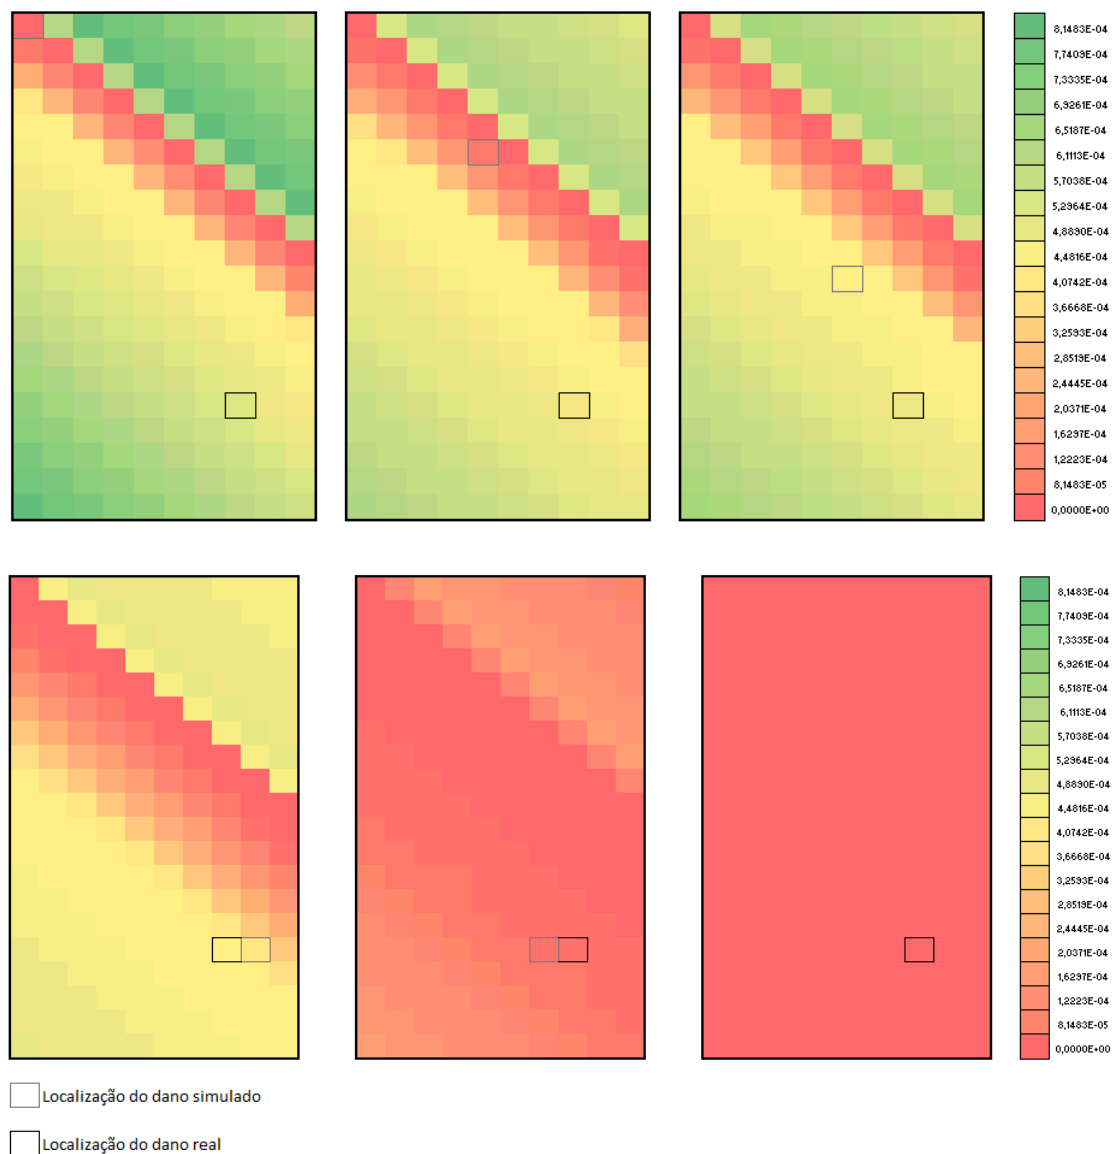 8,1483E-04
7,7409E-04
7,3335E-04
6,9261E-04
6,5187E-04
6,1113E-04
5,7038E-04
5,2964E-04
4,8890E-04
4,4816E-04
4,0742E-04
3,6668E-04
3,2593E-04
2,8519E-04
2,4445E-04
2,0371E-04
1,6297E-04
1,2223E-04
8,1483E-05
0,0000E+00
8,1483E-04
7,7409E-04
7,3335E-04
6,9261E-04
6,5187E-04
6,1113E-04
5,7038E-04
5,2964E-04
4,8890E-04
4,4816E-04
4,0742E-04
3,6668E-04
3,2593E-04
2,8519E-04
2,4445E-04
2,0371E-04
1,6297E-04
1,2223E-04
8,1483E-05
0,0000E+00
Localização do dano simulado
Localização do dano real